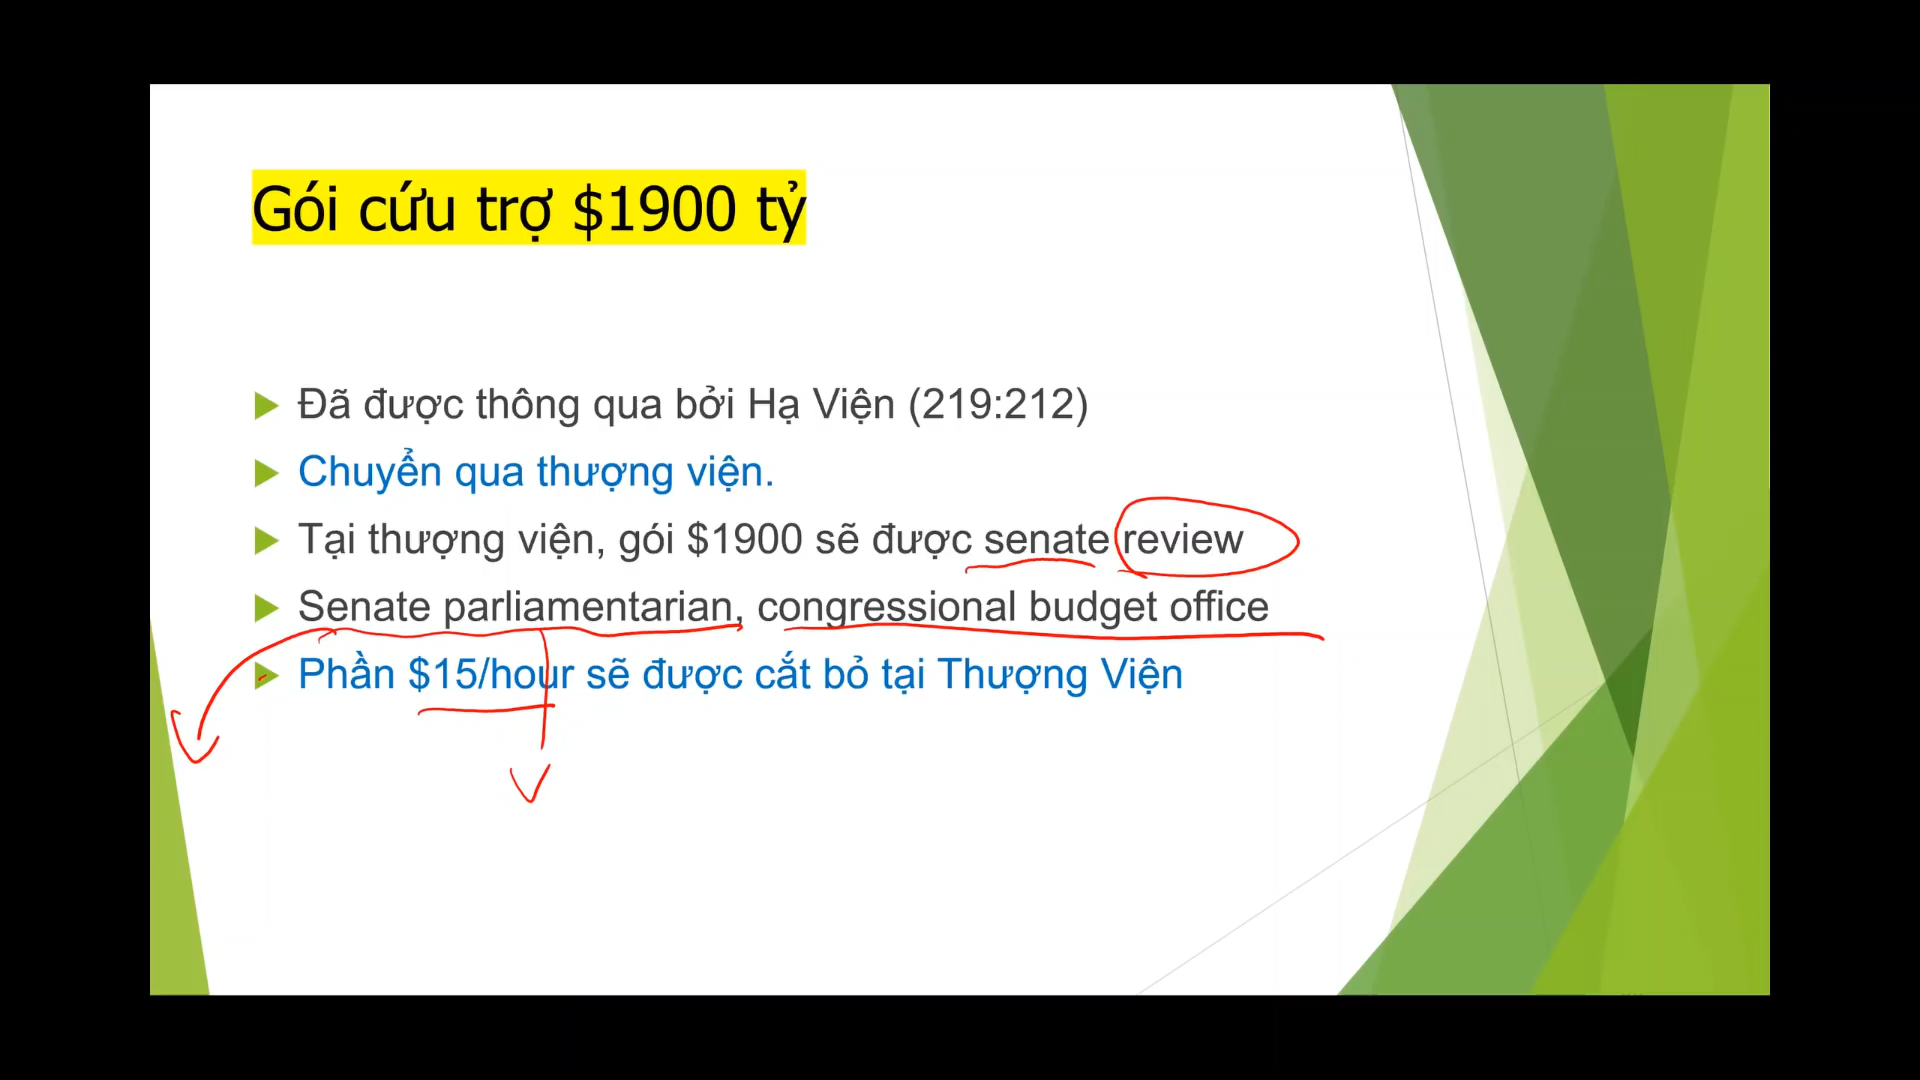 Gói cứu trợ $1900 tỷ
Đã được thông qua bởi Hạ Viện (219:212)
Chuyển qua thượng viện.
Tại thượng viện, gói $1900 sẽ được senate review
Senate parliamentarian, congressional budget office
Phần $15/hour sẽ được cắt bỏ tại Thượng Viện